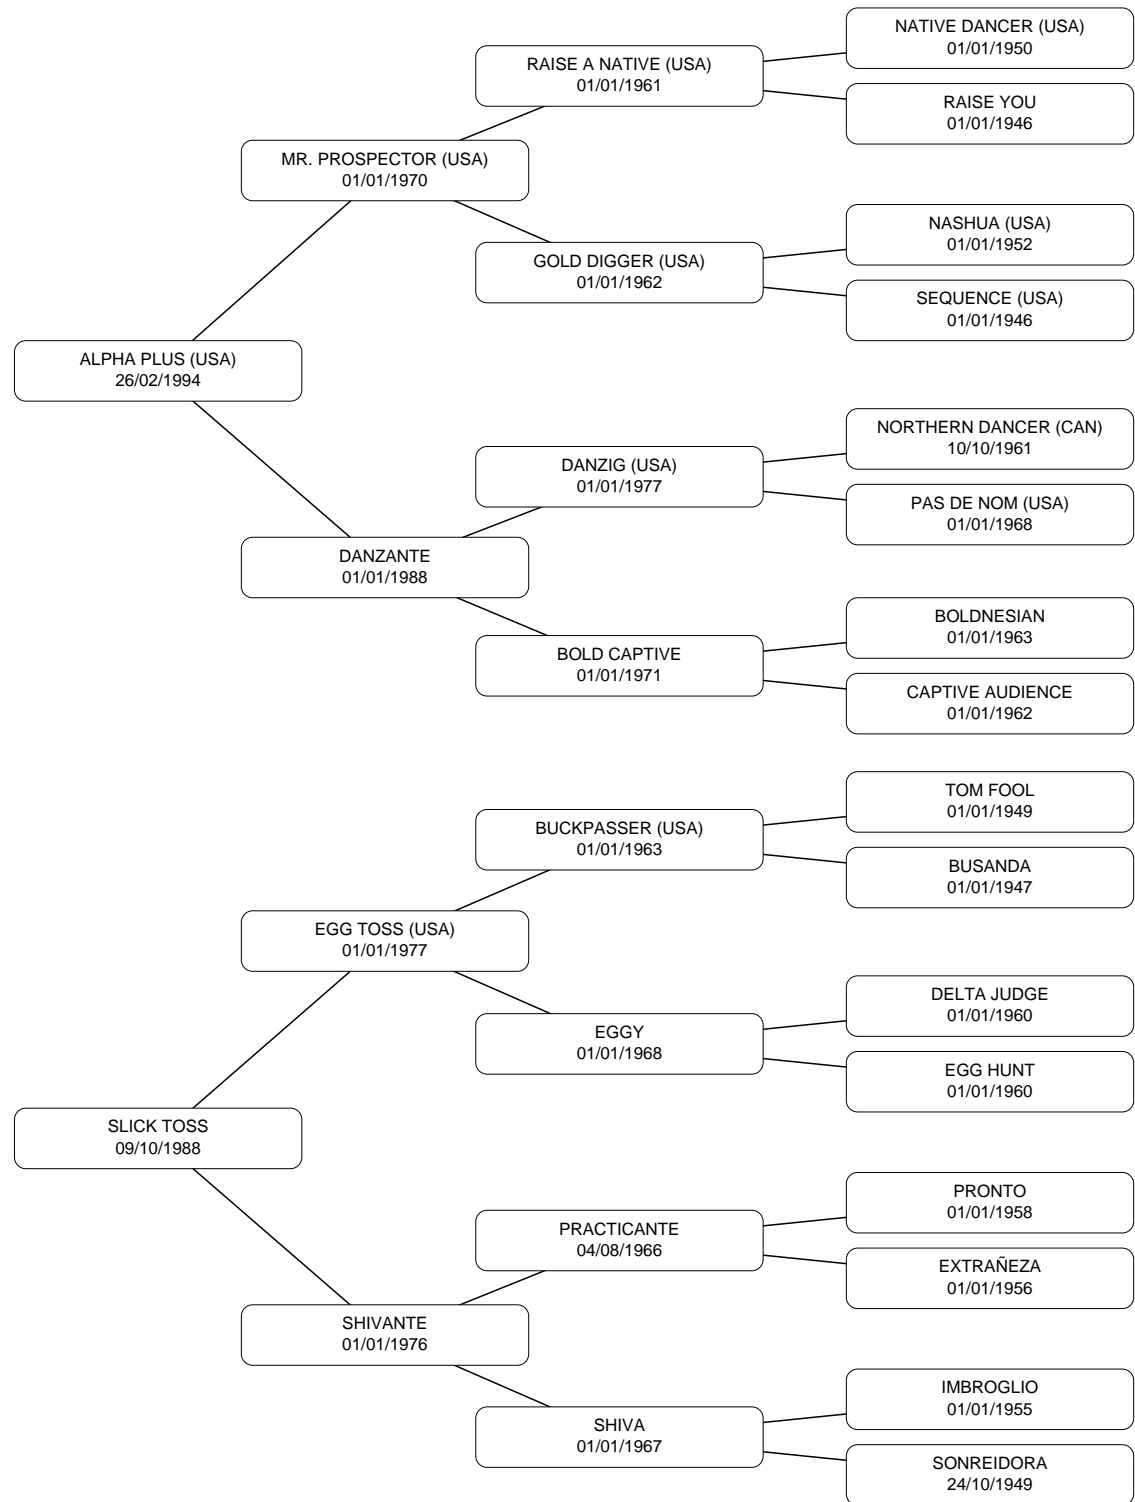 NATIVE DANCER (USA)
01/01/1950
RAISE A NATIVE (USA)
01/01/1961
RAISE YOU
01/01/1946
MR. PROSPECTOR (USA)
01/01/1970
NASHUA (USA)
01/01/1952
GOLD DIGGER (USA)
01/01/1962
SEQUENCE (USA)
01/01/1946
ALPHA PLUS (USA)
26/02/1994
NORTHERN DANCER (CAN)
10/10/1961
DANZIG (USA)
01/01/1977
PAS DE NOM (USA)
01/01/1968
DANZANTE
01/01/1988
BOLDNESIAN
01/01/1963
BOLD CAPTIVE
01/01/1971
CAPTIVE AUDIENCE
01/01/1962
TOM FOOL
01/01/1949
BUCKPASSER (USA)
01/01/1963
BUSANDA
01/01/1947
EGG TOSS (USA)
01/01/1977
DELTA JUDGE
01/01/1960
EGGY
01/01/1968
EGG HUNT
01/01/1960
SLICK TOSS
09/10/1988
PRONTO
01/01/1958
PRACTICANTE
04/08/1966
EXTRAÑEZA
01/01/1956
SHIVANTE
01/01/1976
IMBROGLIO
01/01/1955
SHIVA
01/01/1967
SONREIDORA
24/10/1949